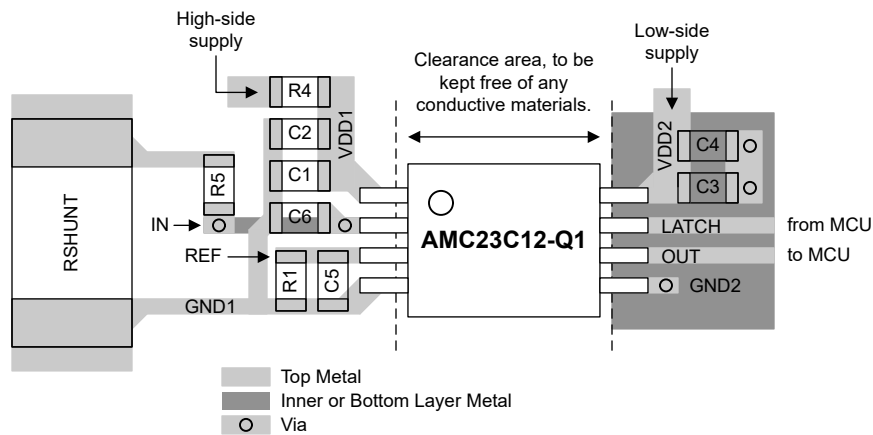 High-side
supply
Low-side
supply
Clearance area, to be
kept free of any
conductive materials.
R4
C2
C1
C6
VDD1
R5
IN
REF
RSHUNT
R1
C5
GND1
AMC23C12-Q1
VDD2
C4
C3
LATCH
from MCU
OUT
to MCU
GND2
Top Metal
Inner or Bottom Layer Metal
Via